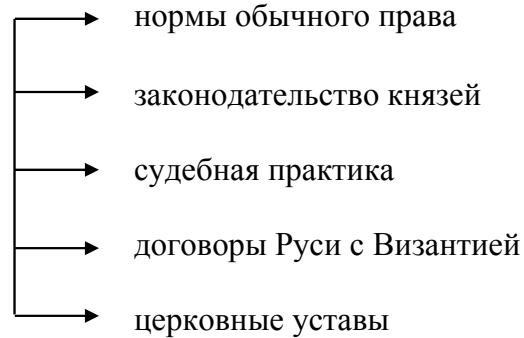 нормы обычного права
законодательство князей
судебная практика
договоры Руси с Византией
церковные уставы